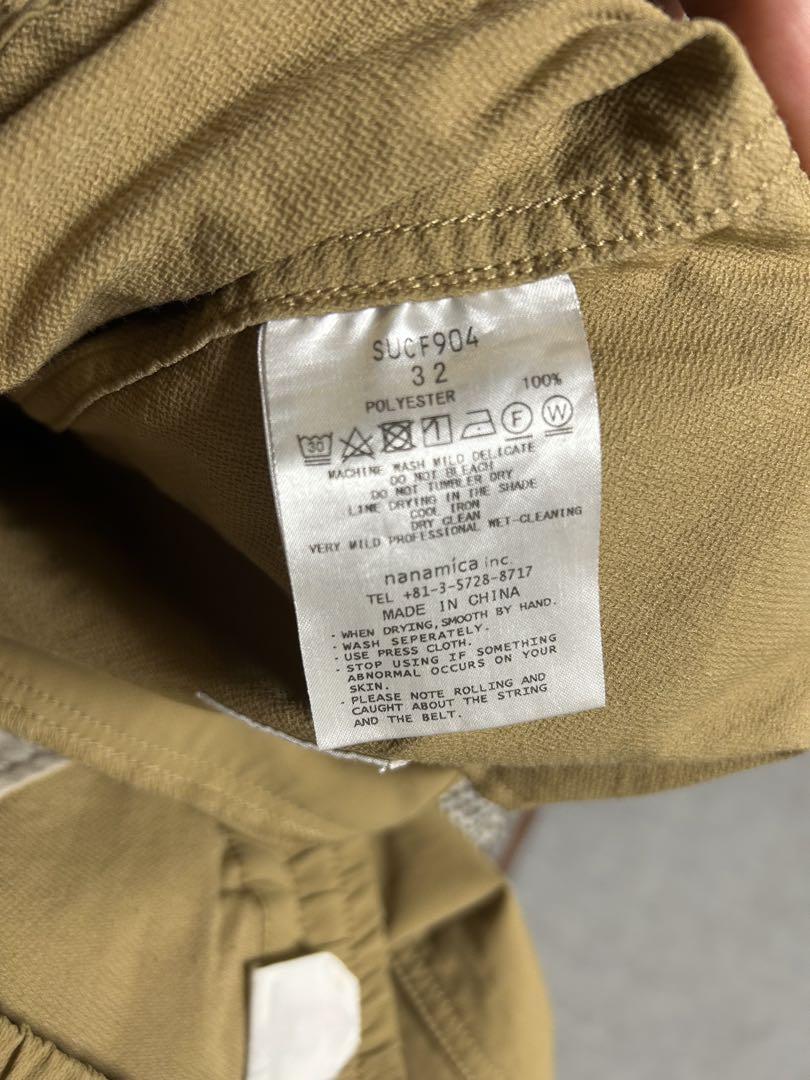 SUCF904
32
POLYESTER 100%
30 F W
MACHINE WASH MILD DELICATE
DO NOT BLEACH
DO NOT TUMBLER DRY
LINE DRYING IN THE SHADE
COOL IRON
DRY CLEAN
VERY MILD PROFESSIONAL WET-CLEANING
nanamica inc.
TEL +81-3-5728-8717
MADE IN CHINA
· WHEN DRYING, SMOOTH BY HAND.
· WASH SEPERATELY.
· USE PRESS CLOTH.
· STOP USING IF SOMETHING
ABNORMAL OCCURS ON YOUR
SKIN.
· PLEASE NOTE ROLLING AND
CAUGHT ABOUT THE STRING
AND THE BELT.